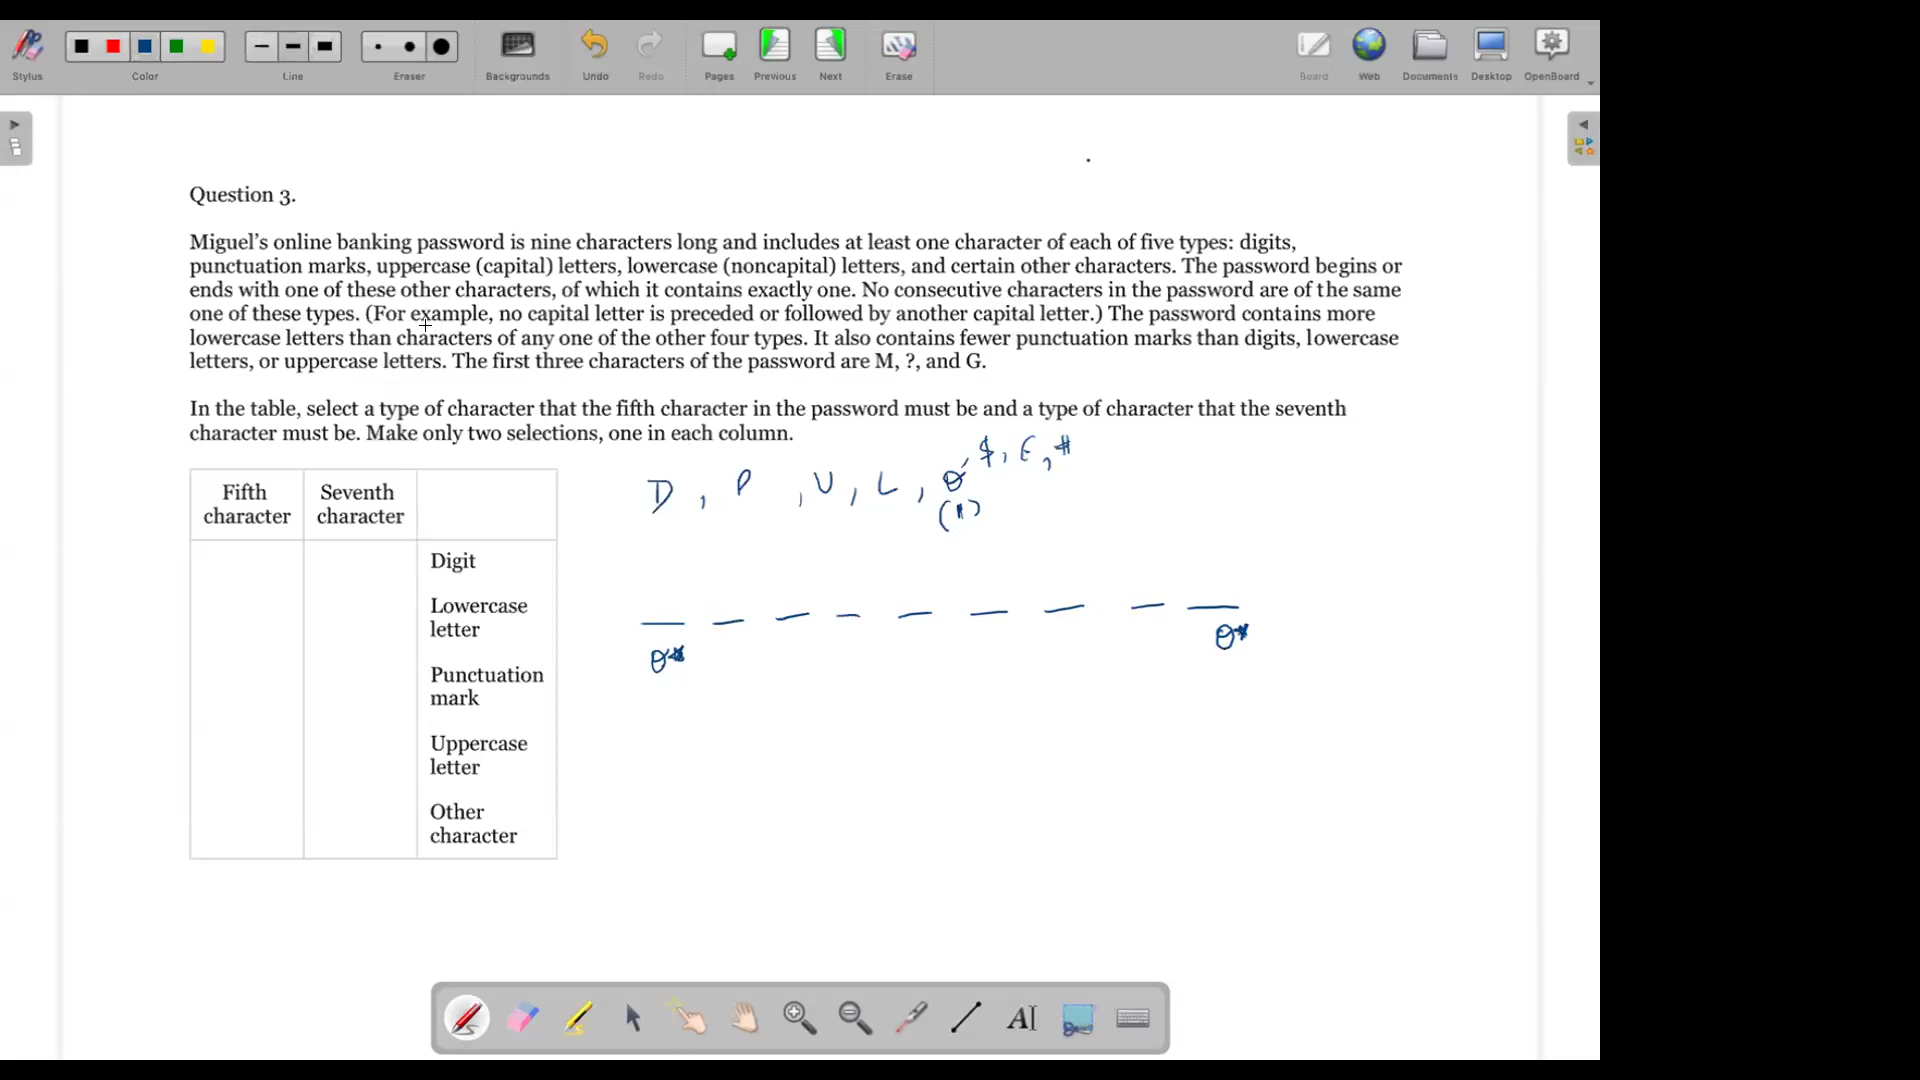 Stylus
Color
Line
Eraser
Backgrounds
Undo
Redo
Pages
Previous
Next
Erase
Board
Web
Documents
Desktop
OpenBoard
Question 3.
Miguel's online banking password is nine characters long and includes at least one character of each of five types: digits,
punctuation marks, uppercase (capital) letters, lowercase (noncapital) letters, and certain other characters. The password begins or
ends with one of these other characters, of which it contains exactly one. No consecutive characters in the password are of the same
one of these types. (For example, no capital letter is preceded or followed by another capital letter.) The password contains more
lowercase letters than characters of any one of the other four types. It also contains fewer punctuation marks than digits, lowercase
letters, or uppercase letters. The first three characters of the password are M, ?, and G.
In the table, select a type of character that the fifth character in the password must be and a type of character that the seventh
character must be. Make only two selections, one in each column.
D, P, U, L, O
(1)
Fifth character
Seventh character
Digit
Lowercase
letter
Punctuation
mark
Uppercase
letter
Other
character
AI